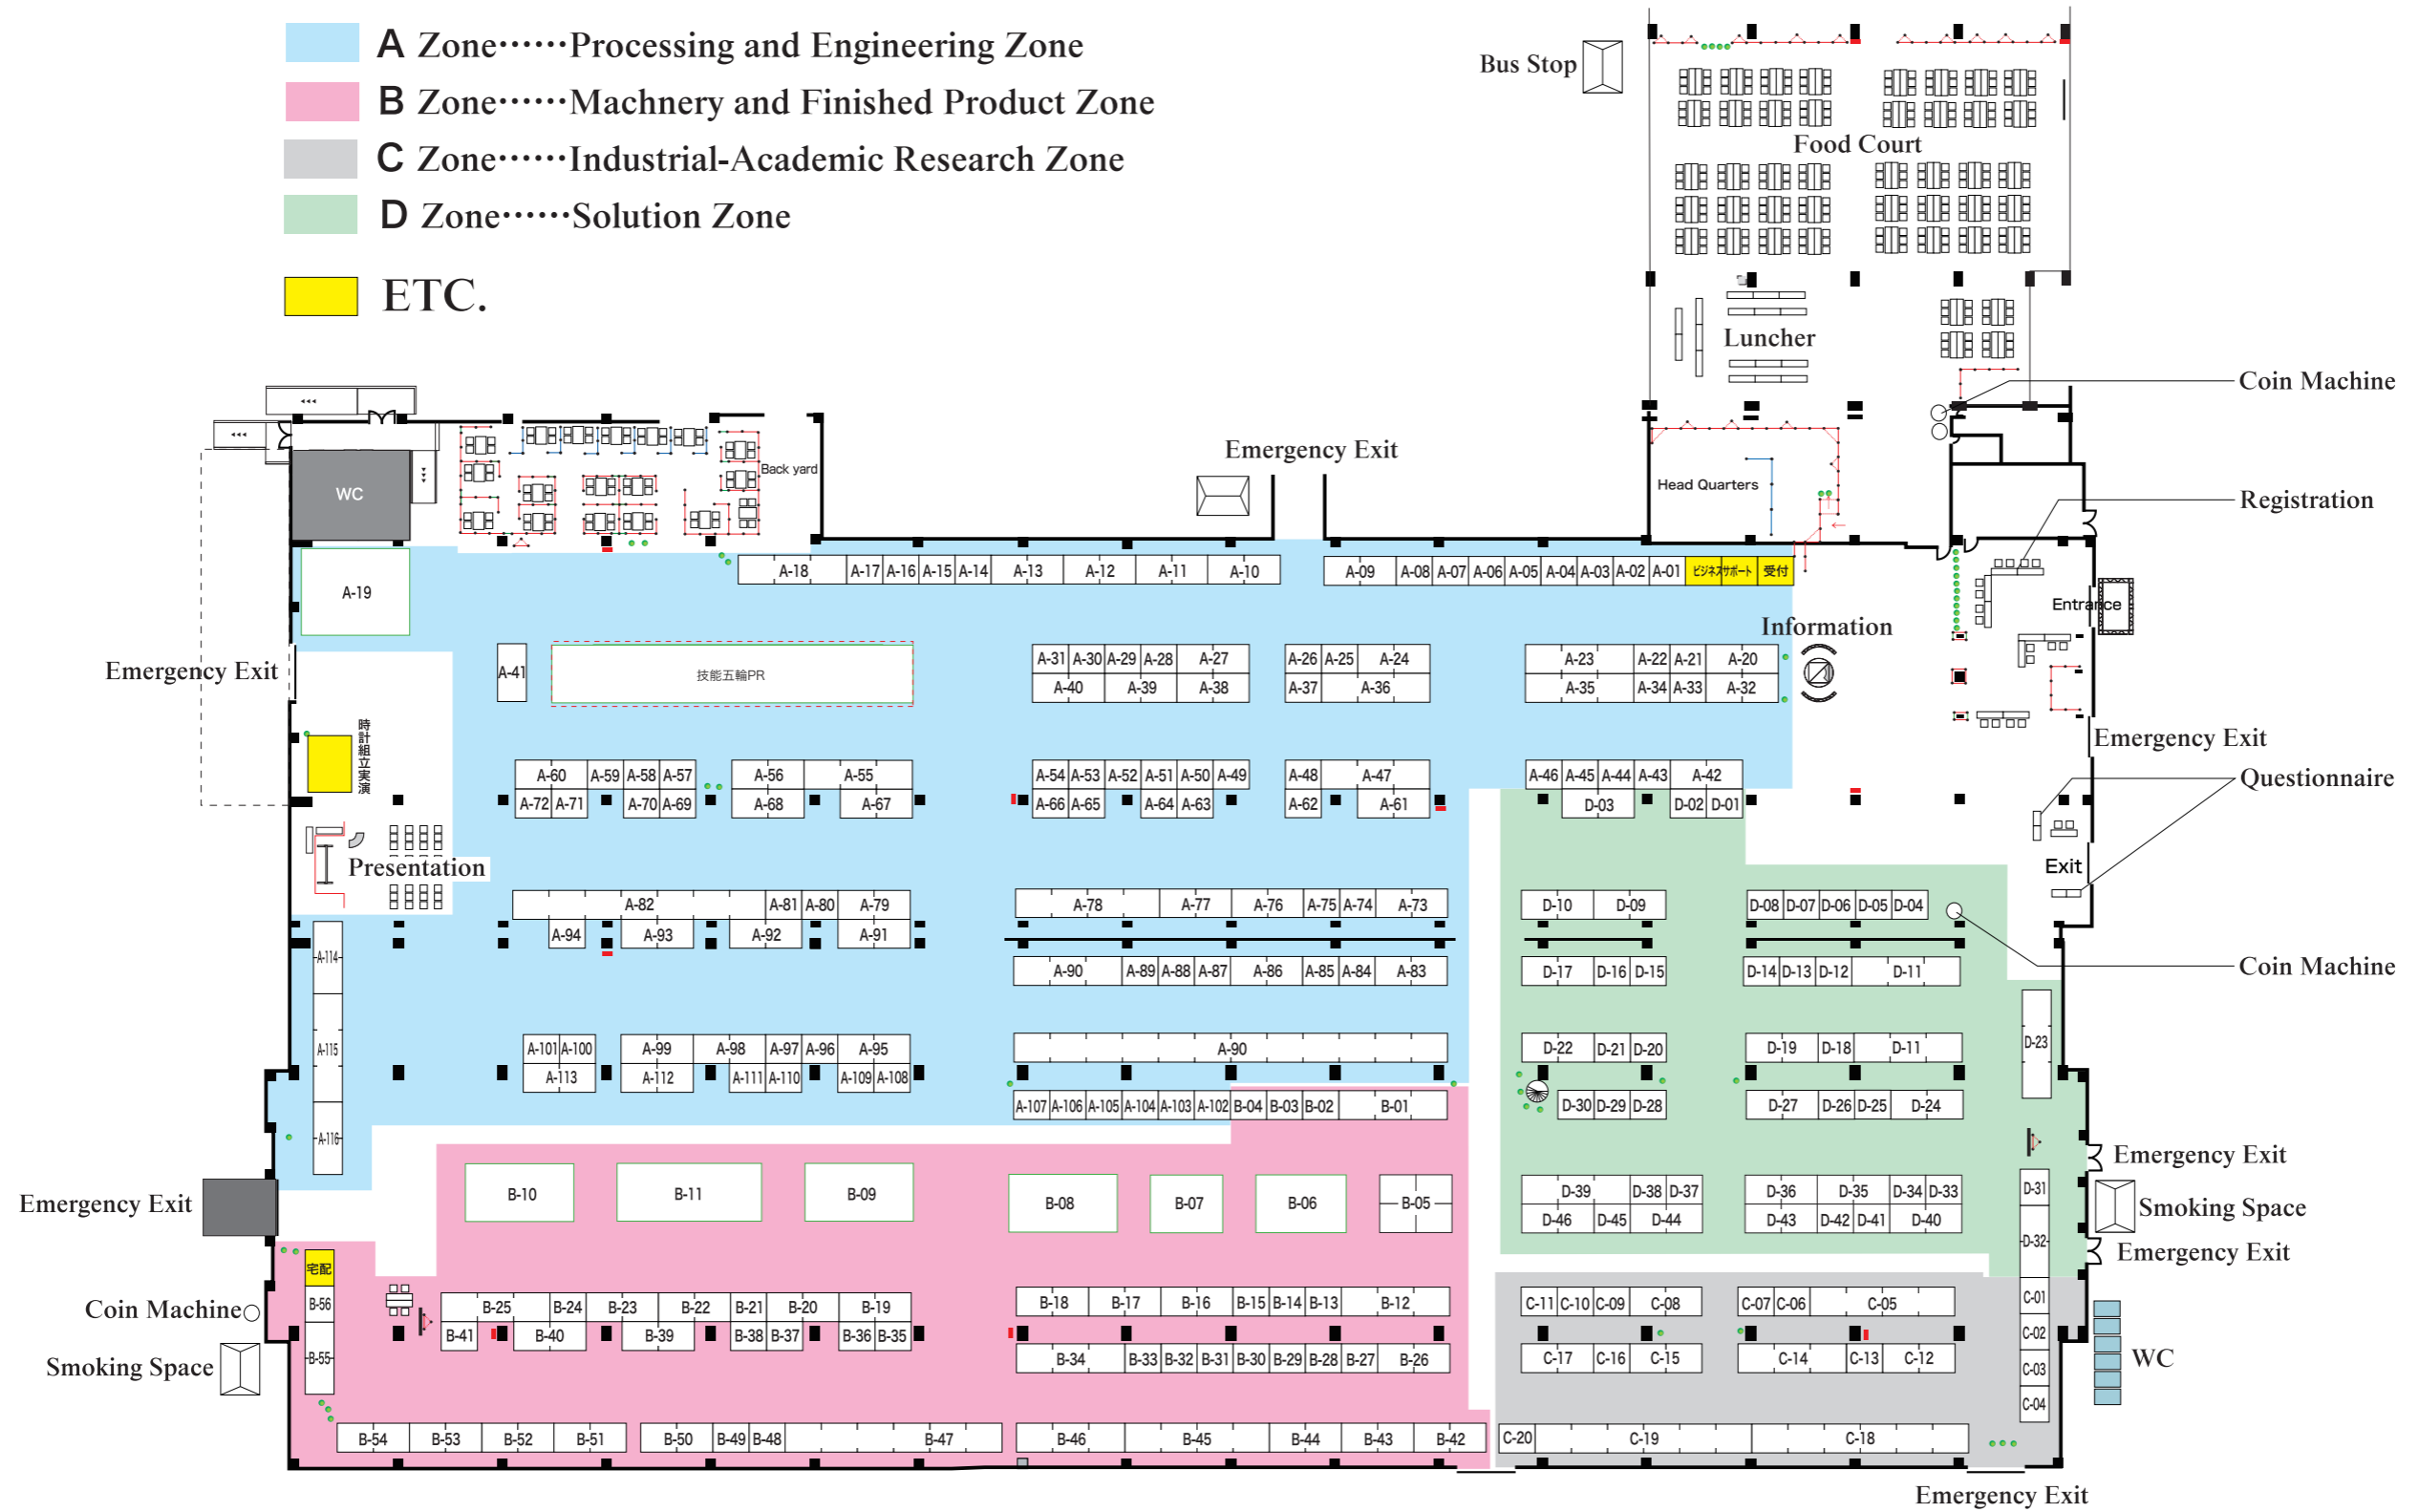 A Zone……Processing and Engineering Zone
B Zone……Machnery and Finished Product Zone
C Zone……Industrial-Academic Research Zone
D Zone……Solution Zone
ETC.
Bus Stop
Food Court
Luncher
Coin Machine
Emergency Exit
Back yard
WC
Head Quarters
Registration
A-19
A-18 A-17 A-16 A-15 A-14 A-13 A-12 A-11 A-10
A-09 A-08 A-07 A-06 A-05 A-04 A-03 A-02 A-01 ビジネスサポート 受付
Entrance
Information
Emergency Exit
A-41
技能五輪PR
A-31 A-30 A-29 A-28 A-27
A-40 A-39 A-38
A-26 A-25 A-24
A-37 A-36
A-23 A-22 A-21 A-20
A-35 A-34 A-33 A-32
Emergency Exit
時計組立実演
Questionnaire
A-60 A-59 A-58 A-57
A-72 A-71 A-70 A-69
A-56 A-55
A-68 A-67
A-54 A-53 A-52 A-51 A-50 A-49
A-66 A-65 A-64 A-63
A-48 A-47
A-62 A-61
A-46 A-45 A-44 A-43 A-42
D-03 D-02 D-01
Presentation
Exit
A-82 A-81 A-80 A-79
A-94 A-93 A-92 A-91
A-78 A-77 A-76 A-75 A-74 A-73
D-10 D-09
D-08 D-07 D-06 D-05 D-04
A-114
A-90 A-89 A-88 A-87 A-86 A-85 A-84 A-83
D-17 D-16 D-15
D-14 D-13 D-12 D-11
Coin Machine
A-115
A-101 A-100
A-113
A-99 A-98 A-97 A-96 A-95
A-112 A-111 A-110 A-109 A-108
A-90
D-22 D-21 D-20
D-19 D-18 D-11
D-23
A-107 A-106 A-105 A-104 A-103 A-102 B-04 B-03 B-02 B-01
D-30 D-29 D-28
D-27 D-26 D-25 D-24
A-116
Emergency Exit
Emergency Exit
B-10 B-11 B-09 B-08 B-07 B-06 B-05
D-39 D-38 D-37
D-46 D-45 D-44
D-36 D-35 D-34 D-33
D-43 D-42 D-41 D-40
D-31
D-32
Smoking Space
Emergency Exit
宅配
B-56
B-55
Coin Machine
Smoking Space
B-25 B-24 B-23 B-22 B-21 B-20 B-19
B-41 B-40 B-39 B-38 B-37 B-36 B-35
B-18 B-17 B-16 B-15 B-14 B-13 B-12
B-34 B-33 B-32 B-31 B-30 B-29 B-28 B-27 B-26
C-11 C-10 C-09 C-08
C-07 C-06 C-05
C-17 C-16 C-15
C-14 C-13 C-12
C-01
C-02
C-03
C-04
WC
B-54 B-53 B-52 B-51
B-50 B-49 B-48 B-47
B-46 B-45 B-44 B-43 B-42
C-20 C-19 C-18
Emergency Exit